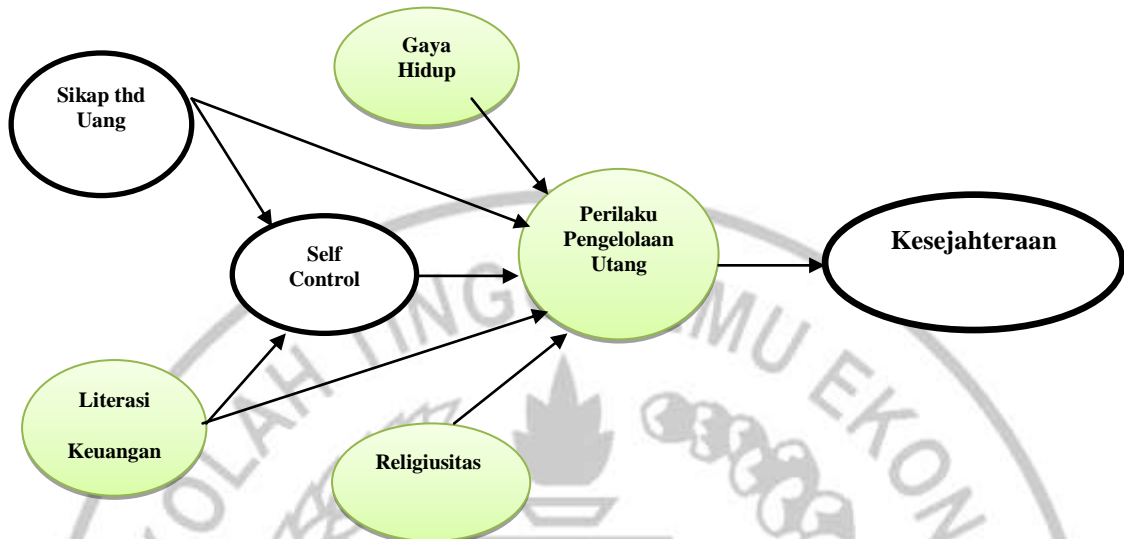 Gaya
Hidup
Sikap thd
Uang
Perilaku
Pengelolaan
Utang
Kesejahteraan
Self
Control
Literasi
Keuangan
Religiusitas